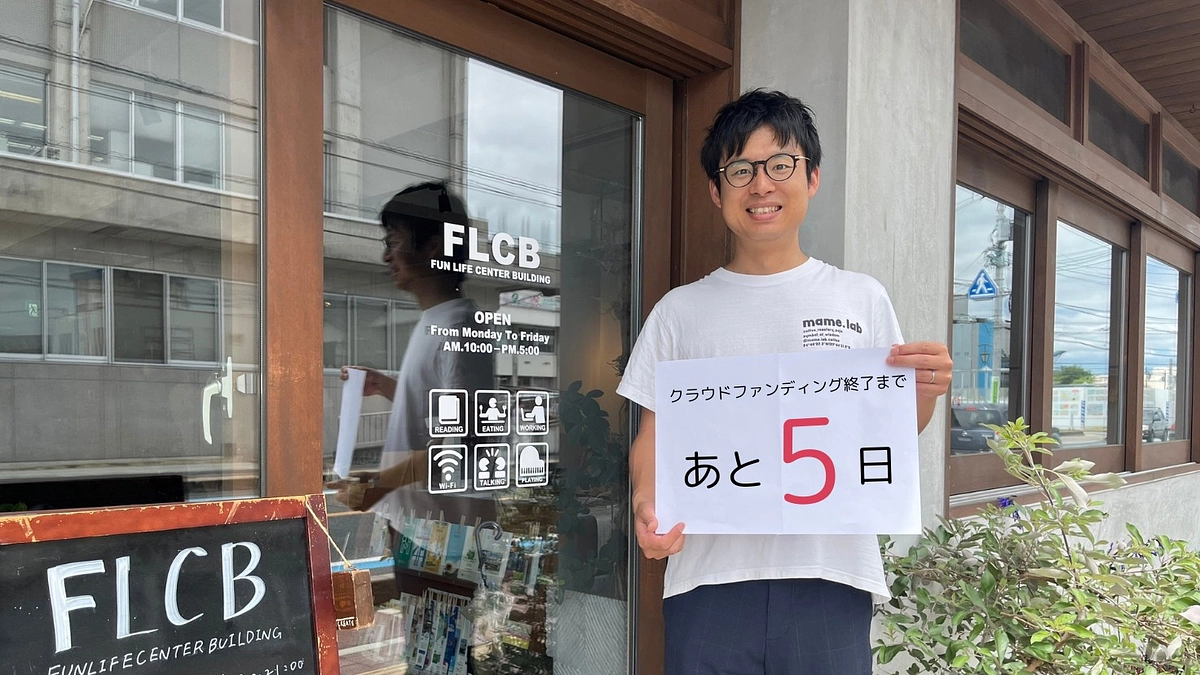 FLCB
FUN LIFE CENTER BUILDING
OPEN
From Monday To Friday
AM.10:00-PM.5:00
READING
EATING
WORKING
Wi-Fi
TALKING
PLAYING
mame.lab
クラウドファンディング終了まで
あと5日
FLCB
FUNLIFECENTERBUILDING
21:00